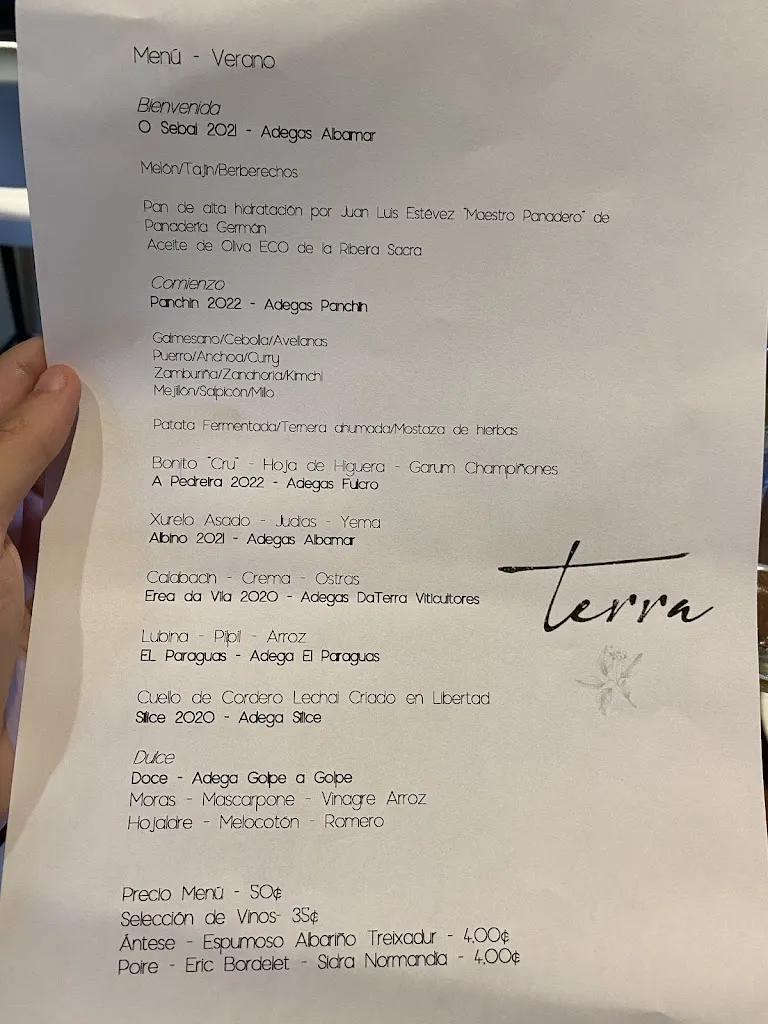 Menú - Verano
Bienvenida
O Sebal 2021 - Adegas Albamar
Melón/Tajín/Berberechos
Pan de alta hidratación por Juan Luis Estévez "Maestro Panadero" de
Panadería Germán
Aceite de Oliva ECO de la Ribeira Sacra
Comienzo
Panchin 2022 - Adegas Panchin
Galmesano/Cebolla/Avellanas
Puerro/Anchoa/Curry
Zamburiña/Zanahoria/Kimchi
Mejillón/Salpicón/Millo
Patata Fermentada/Ternera ahumada/Mostaza de hierbas
Bonito "Cru" - Hoja de Higuera - Garum Champiñones
A Pedreira 2022 - Adegas Fulcro
Xurelo Asado - Judías - Yema
Albino 2021 - Adegas Albamar
Calabacín - Crema - Ostras
Erea da Vila 2020 - Adegas DaTerra Viticultores
terra
Lubina - Pilpil - Arroz
EL Paraguas - Adega El Paraguas
Cuello de Cordero Lechal Criado en Libertad
Sílice 2020 - Adega Sílice
Dulce
Doce - Adega Golpe a Golpe
Moras - Mascarpone - Vinagre Arroz
Hojaldre - Melocotón - Romero
Precio Menú - 50¢
Selección de Vinos- 35¢
Ántese - Espumoso Albariño Treixadur - 4,00¢
Poire - Eric Bordelet - Sidra Normandía - 4,00¢